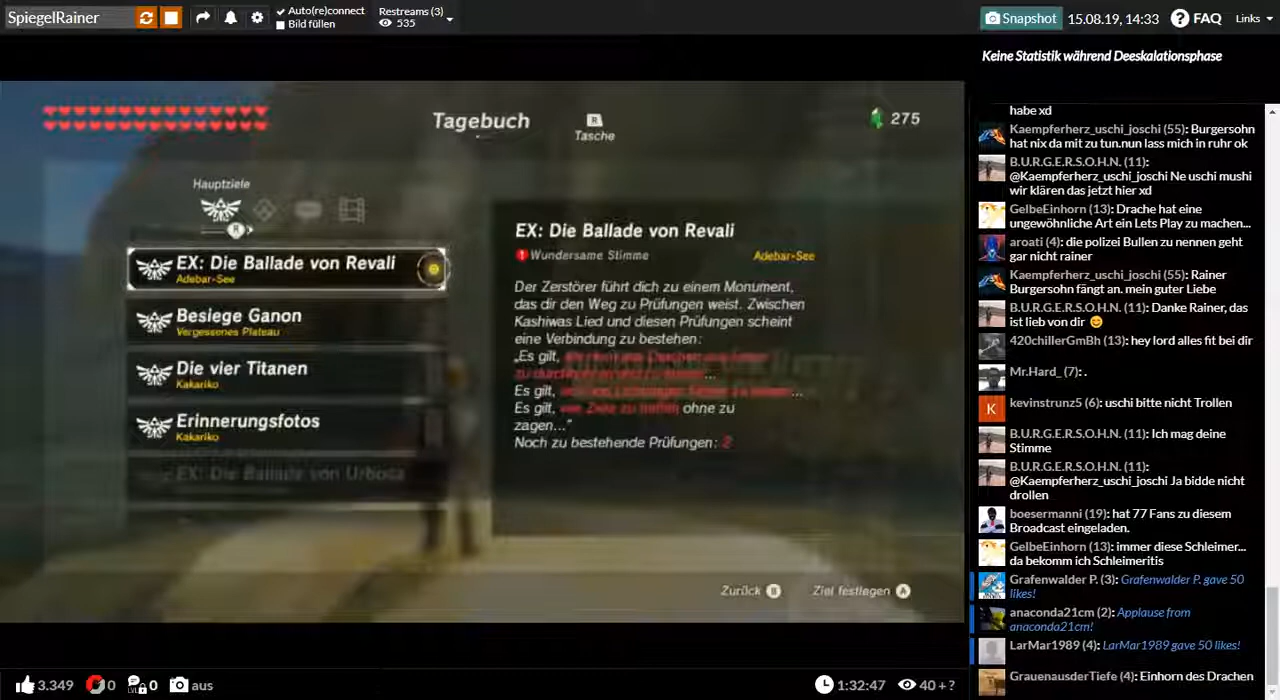 SpiegelRainer
Auto(re)connect
Bild füllen
Restreams (3)
535
Snapshot
15.08.19, 14:33
FAQ
Links
Keine Statistik während Deeskalationsphase
Tagebuch
R
Tasche
275
Hauptziele
R
EX: Die Ballade von Revali
Adebar-See
Besiege Ganon
Vergessenes Plateau
Die vier Titanen
Kakariko
Erinnerungsfotos
Kakariko
EX: Die Ballade von Urbosa
EX: Die Ballade von Revali
Wundersame Stimme
Adebar-See
Der Zerstörer führt dich zu einem Monument,
das dir den Weg zu Prüfungen weist. Zwischen
Kashiwas Lied und diesen Prüfungen scheint
eine Verbindung zu bestehen:
„Es gilt,
...
Es gilt, ...
Es gilt, vier Ziele zu treffen ohne zu
zagen..."
Noch zu bestehende Prüfungen: 2
Zurück B
Ziel festlegen A
habe xd
Kaempferherz_uschi_joschi (55): Burgersohn
hat nix da mit zu tun.nun lass mich in ruhr ok
B.U.R.G.E.R.S.O.H.N. (11):
@Kaempferherz_uschi_joschi Ne uschi mushi
wir klären das jetzt hier xd
GelbeEinhorn (13): Drache hat eine
ungewöhnliche Art ein Lets Play zu machen...
aroati (4): die polizei Bullen zu nennen geht
gar nicht rainer
Kaempferherz_uschi_joschi (55): Rainer
Burgersohn fängt an. mein guter Liebe
B.U.R.G.E.R.S.O.H.N. (11): Danke Rainer, das
ist lieb von dir 😊
420chillerGmBh (13): hey lord alles fit bei dir
Mr.Hard_ (7): .
K
kevinstrunz5 (6): uschi bitte nicht Trollen
B.U.R.G.E.R.S.O.H.N. (11): Ich mag deine
Stimme
B.U.R.G.E.R.S.O.H.N. (11):
@Kaempferherz_uschi_joschi Ja bidde nicht
drollen
boesermanni (19): hat 77 Fans zu diesem
Broadcast eingeladen.
GelbeEinhorn (13): immer diese Schleimer...
da bekomm ich Schleimeritis
Grafenwalder P. (3): Grafenwalder P. gave 50
likes!
anaconda21cm (2): Applause from
anaconda21cm!
LarMar1989 (4): LarMar1989 gave 50 likes!
GrauenausderTiefe (4): Einhorn des Drachen
3.349
0
LVL
0
aus
1:32:47
40 + ?